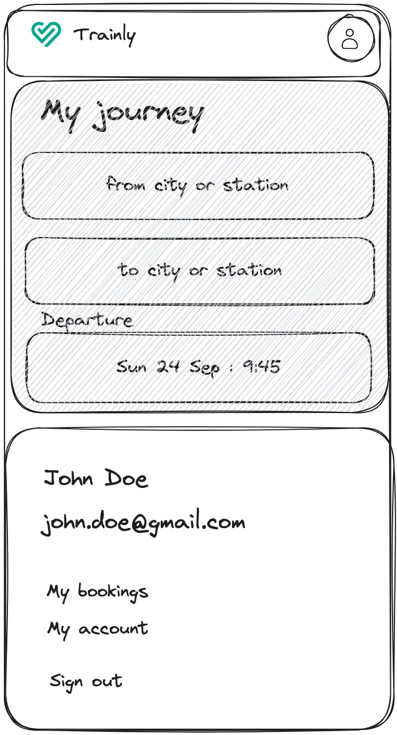 Trainly
My journey
from city or station
to city or station
Departure
Sun 24 Sep : 9:45
John Doe
john.doe@gmail.com
My bookings
My account
Sign out